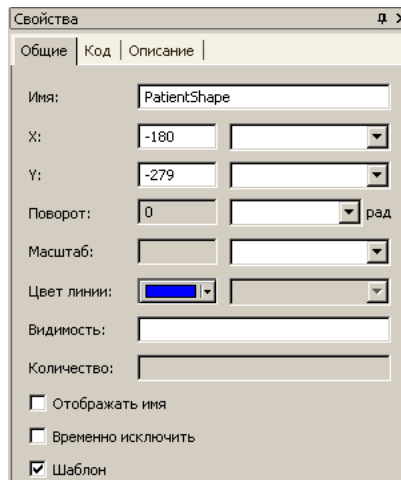 Свойства
Общие Код Описание
Имя: PatientShape
X: -180
Y: -279
Поворот: 0 рад
Масштаб:
Цвет линии:
Видимость:
Количество:
Отображать имя
Временно исключить
Шаблон